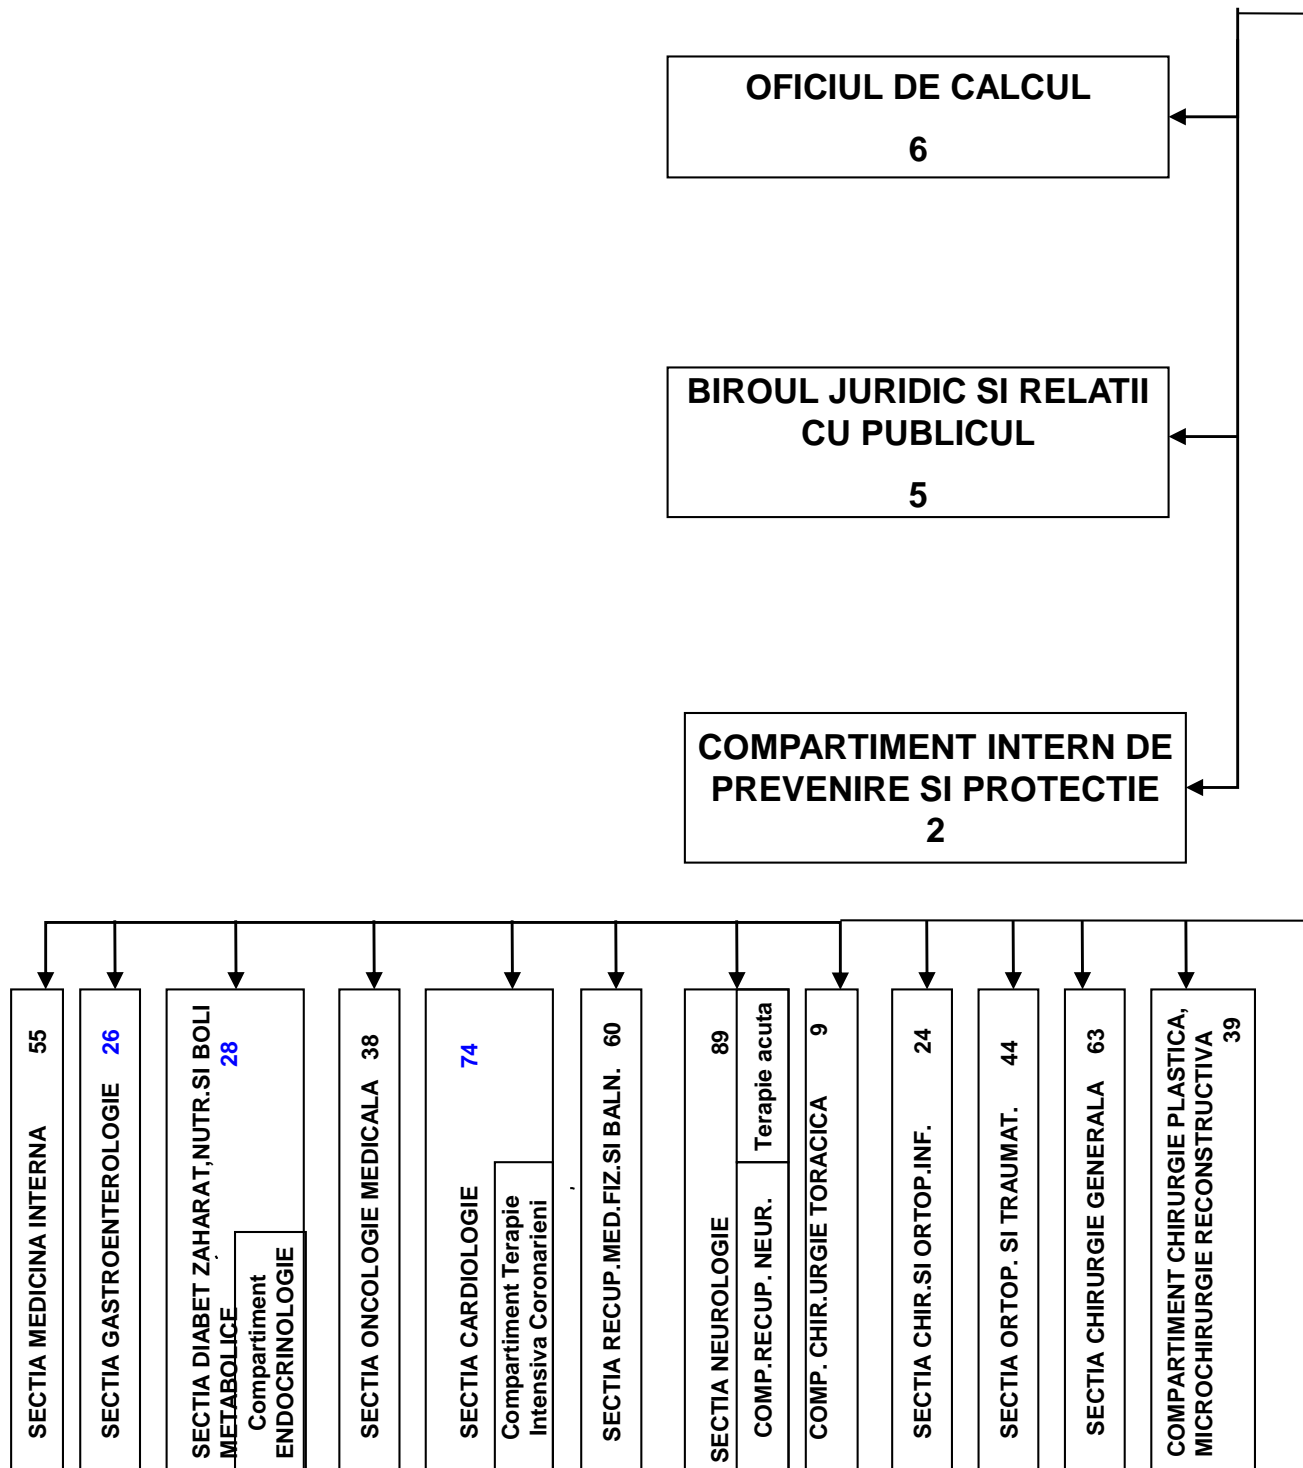 OFICIUL DE CALCUL
6
BIROUL JURIDIC SI RELATII
CU PUBLICUL
5
COMPARTIMENT INTERN DE
PREVENIRE SI PROTECTIE
2
SECTIA MEDICINA INTERNA 55
SECTIA GASTROENTEROLOGIE 26
SECTIA DIABET ZAHARAT,NUTR.SI BOLI
METABOLICE 28
Compartiment
ENDOCRINOLOGIE
SECTIA ONCOLOGIE MEDICALA 38
SECTIA CARDIOLOGIE 74
Compartiment Terapie
Intensiva Coronarieni
SECTIA RECUP.MED.FIZ.SI BALN. 60
SECTIA NEUROLOGIE 89
COMP.RECUP. NEUR.
Terapie acuta
COMP. CHIR.URGIE TORACICA 9
SECTIA CHIR.SI ORTOP.INF. 24
SECTIA ORTOP. SI TRAUMAT. 44
SECTIA CHIRURGIE GENERALA 63
COMPARTIMENT CHIRURGIE PLASTICA,
MICROCHIRURGIE RECONSTRUCTIVA
39